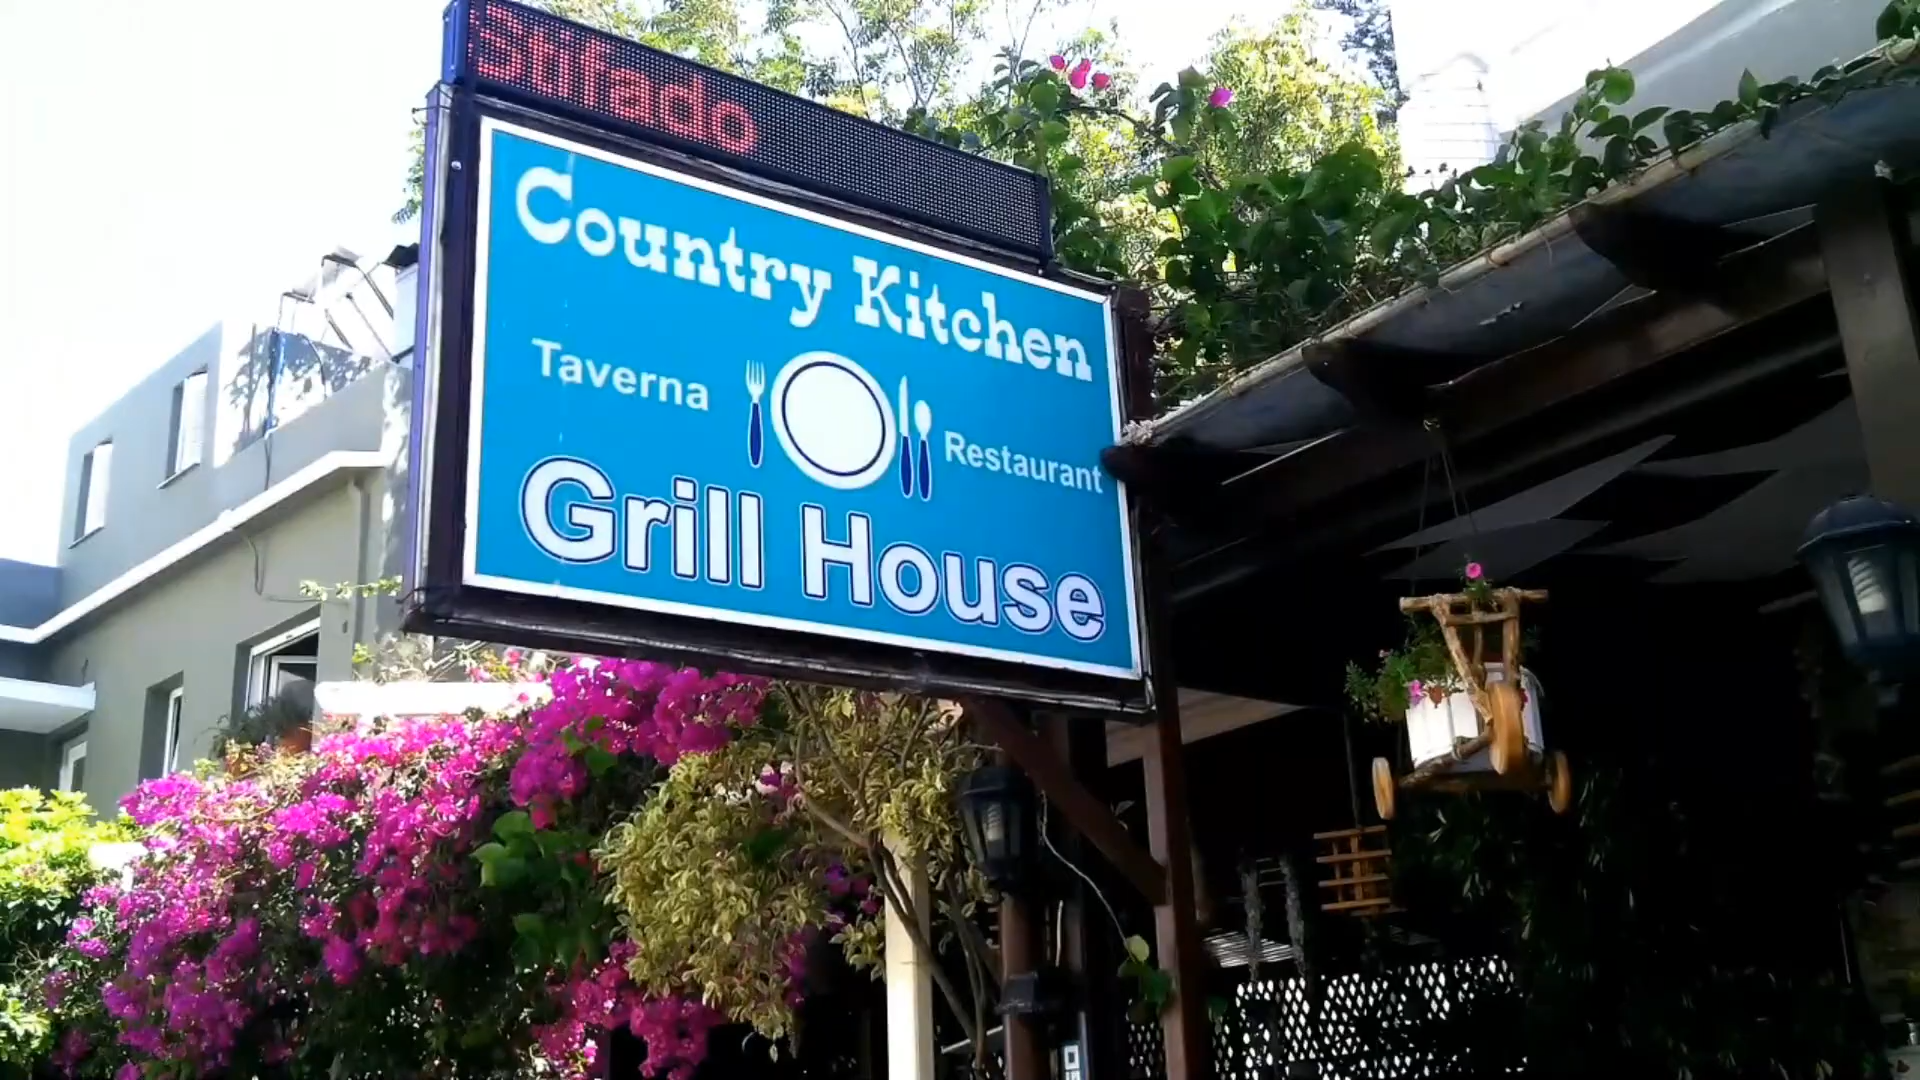 Stifado
Country Kitchen
Taverna
Restaurant
Grill House